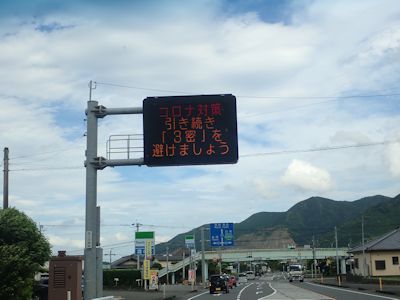 コロナ対策
引き続き
「３密」を
避けましょう